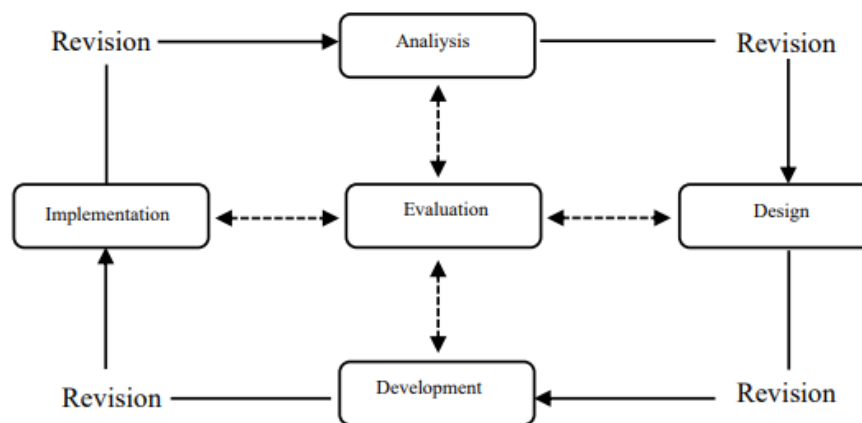 Revision
Analiysis
Revision
Implementation
Evaluation
Design
Revision
Development
Revision